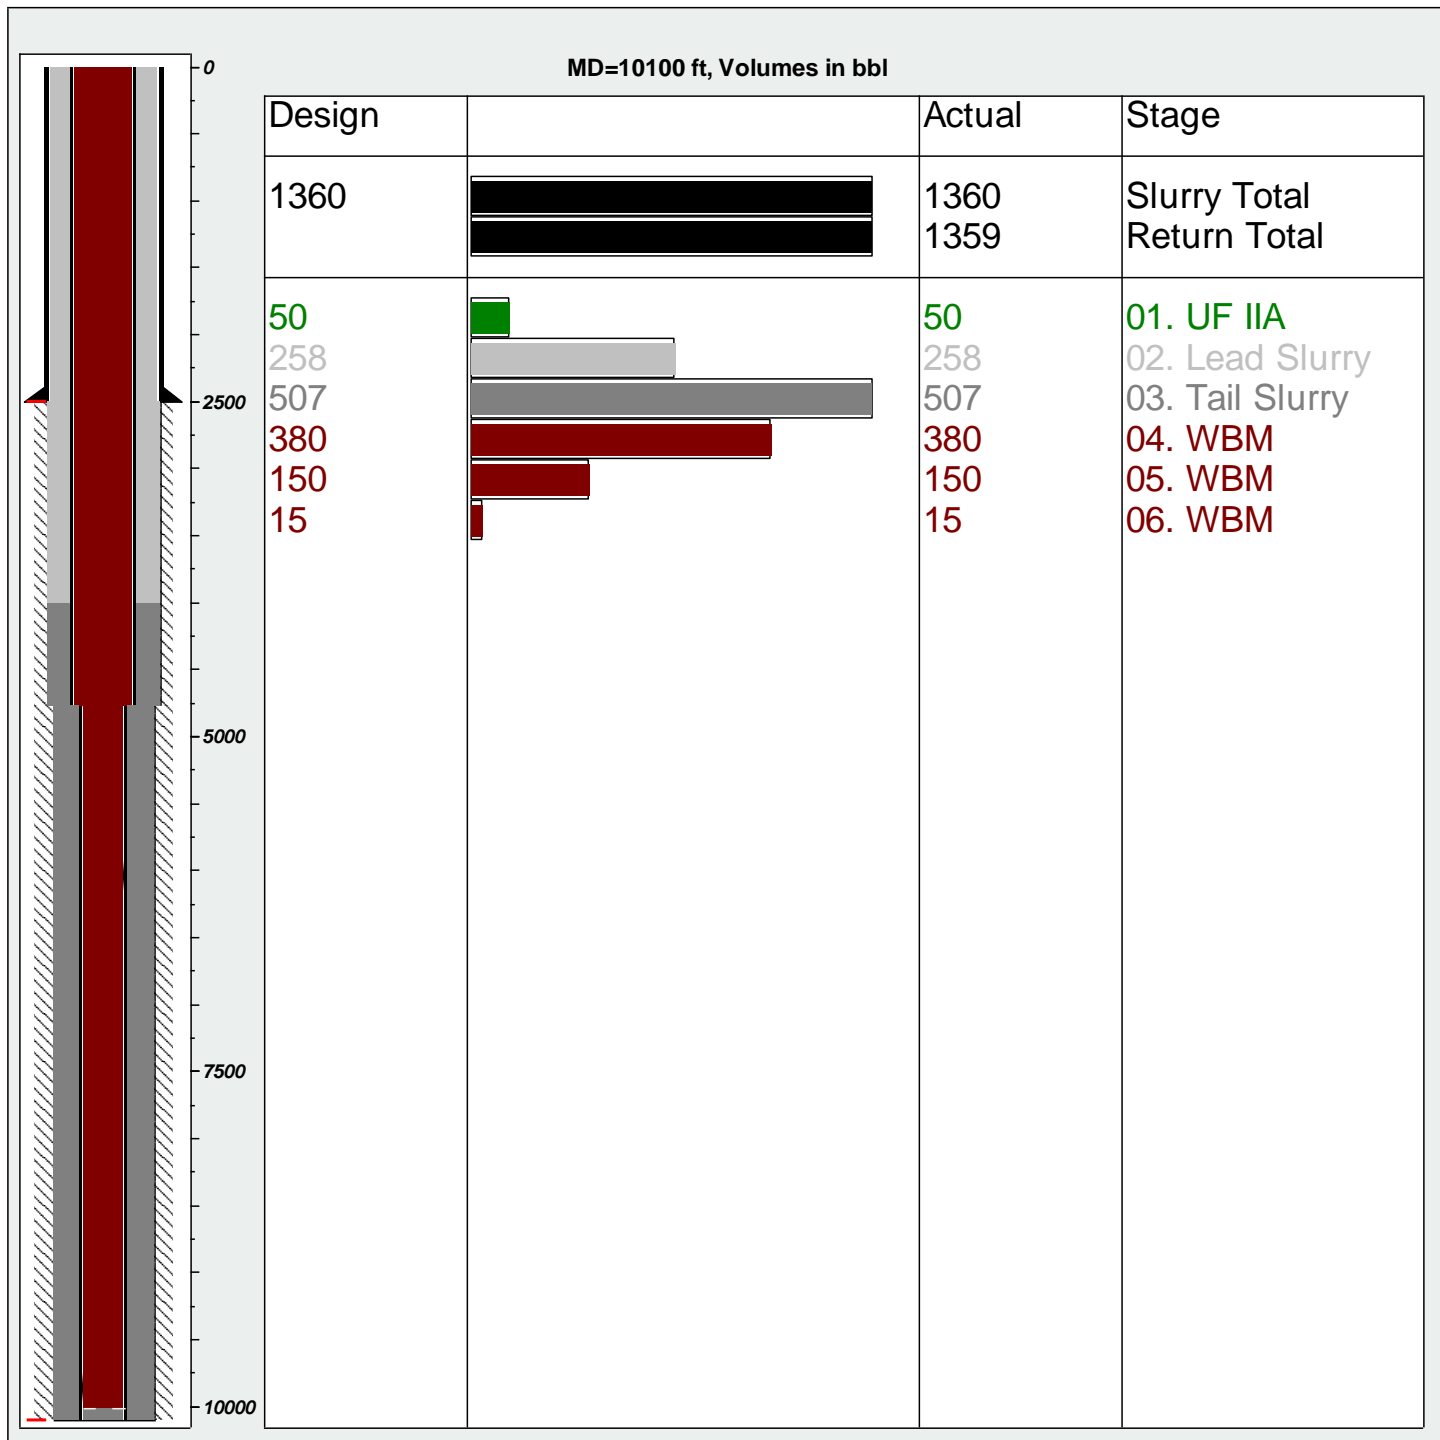 MD=10100 ft, Volumes in bbl
0
2500
5000
7500
10000
Design Actual Stage
1360 1360 Slurry Total
1359 Return Total
50 50 01. UF IIA
258 258 02. Lead Slurry
507 507 03. Tail Slurry
380 380 04. WBM
150 150 05. WBM
15 15 06. WBM